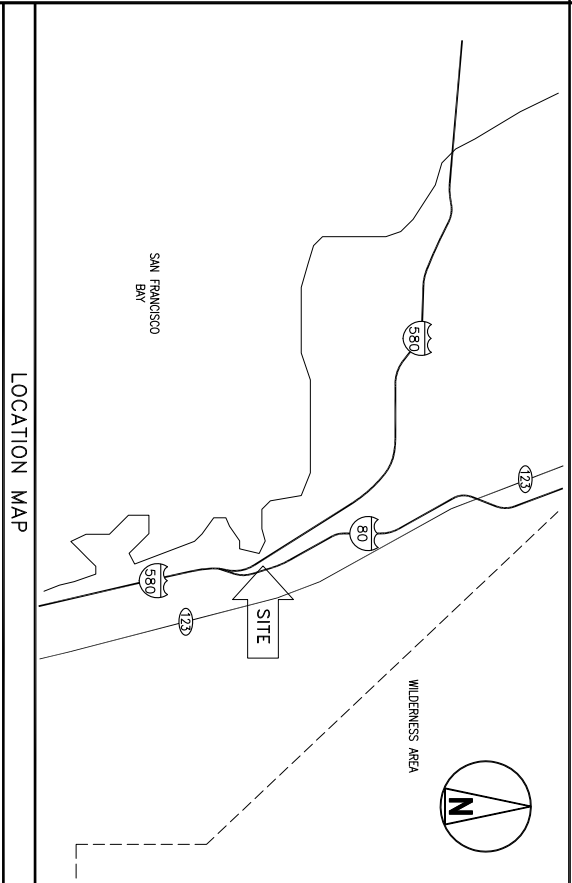 SAN FRANCISCO
BAY
580
123
80
580
123
SITE
WILDERNESS AREA
N
LOCATION MAP